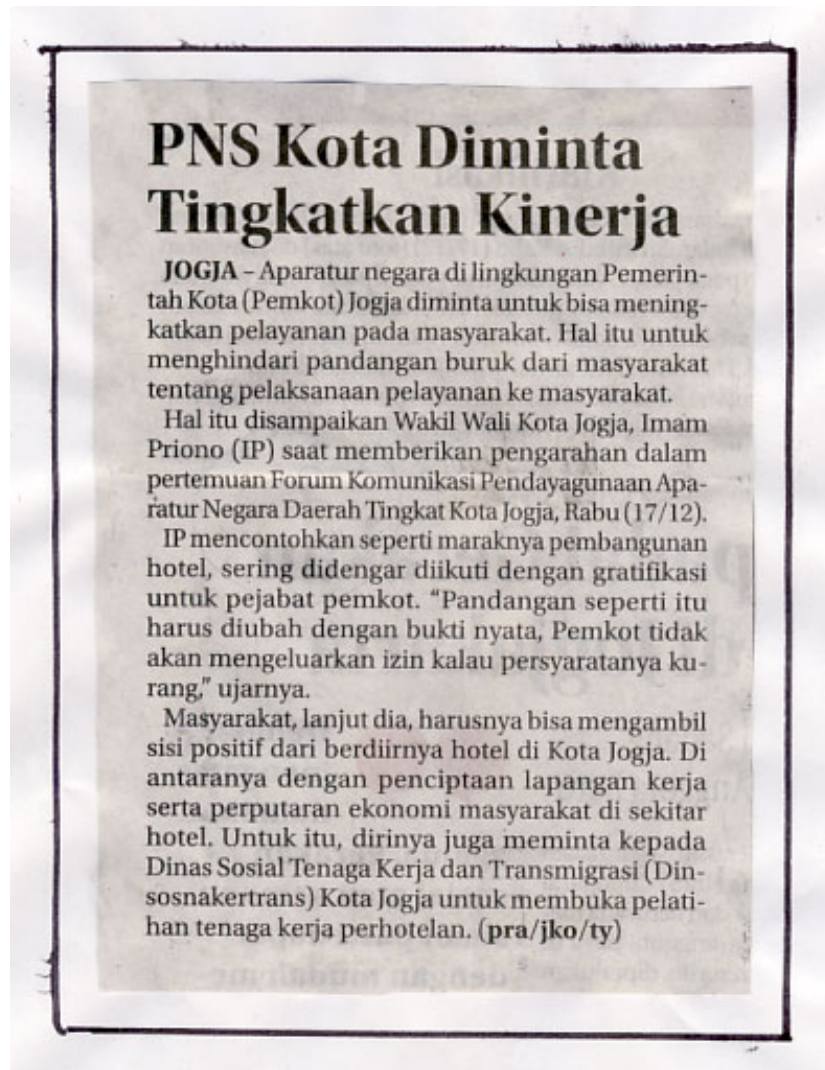 PNS Kota Diminta
Tingkatkan Kinerja
JOGJA – Aparatur negara di lingkungan Pemerin-
tah Kota (Pemkot) Jogja diminta untuk bisa mening-
katkan pelayanan pada masyarakat. Hal itu untuk
menghindari pandangan buruk dari masyarakat
tentang pelaksanaan pelayanan ke masyarakat.
Hal itu disampaikan Wakil Wali Kota Jogja, Imam
Priono (IP) saat memberikan pengarahan dalam
pertemuan Forum Komunikasi Pendayagunaan Apa-
ratur Negara Daerah Tingkat Kota Jogja, Rabu (17/12).
IP mencontohkan seperti maraknya pembangunan
hotel, sering didengar diikuti dengan gratifikasi
untuk pejabat pemkot. “Pandangan seperti itu
harus diubah dengan bukti nyata, Pemkot tidak
akan mengeluarkan izin kalau persyaratanya ku-
rang,” ujarnya.
Masyarakat, lanjut dia, harusnya bisa mengambil
sisi positif dari berdiirnya hotel di Kota Jogja. Di
antaranya dengan penciptaan lapangan kerja
serta perputaran ekonomi masyarakat di sekitar
hotel. Untuk itu, dirinya juga meminta kepada
Dinas Sosial Tenaga Kerja dan Transmigrasi (Din-
sosnakertrans) Kota Jogja untuk membuka pelati-
han tenaga kerja perhotelan. (pra/jko/ty)